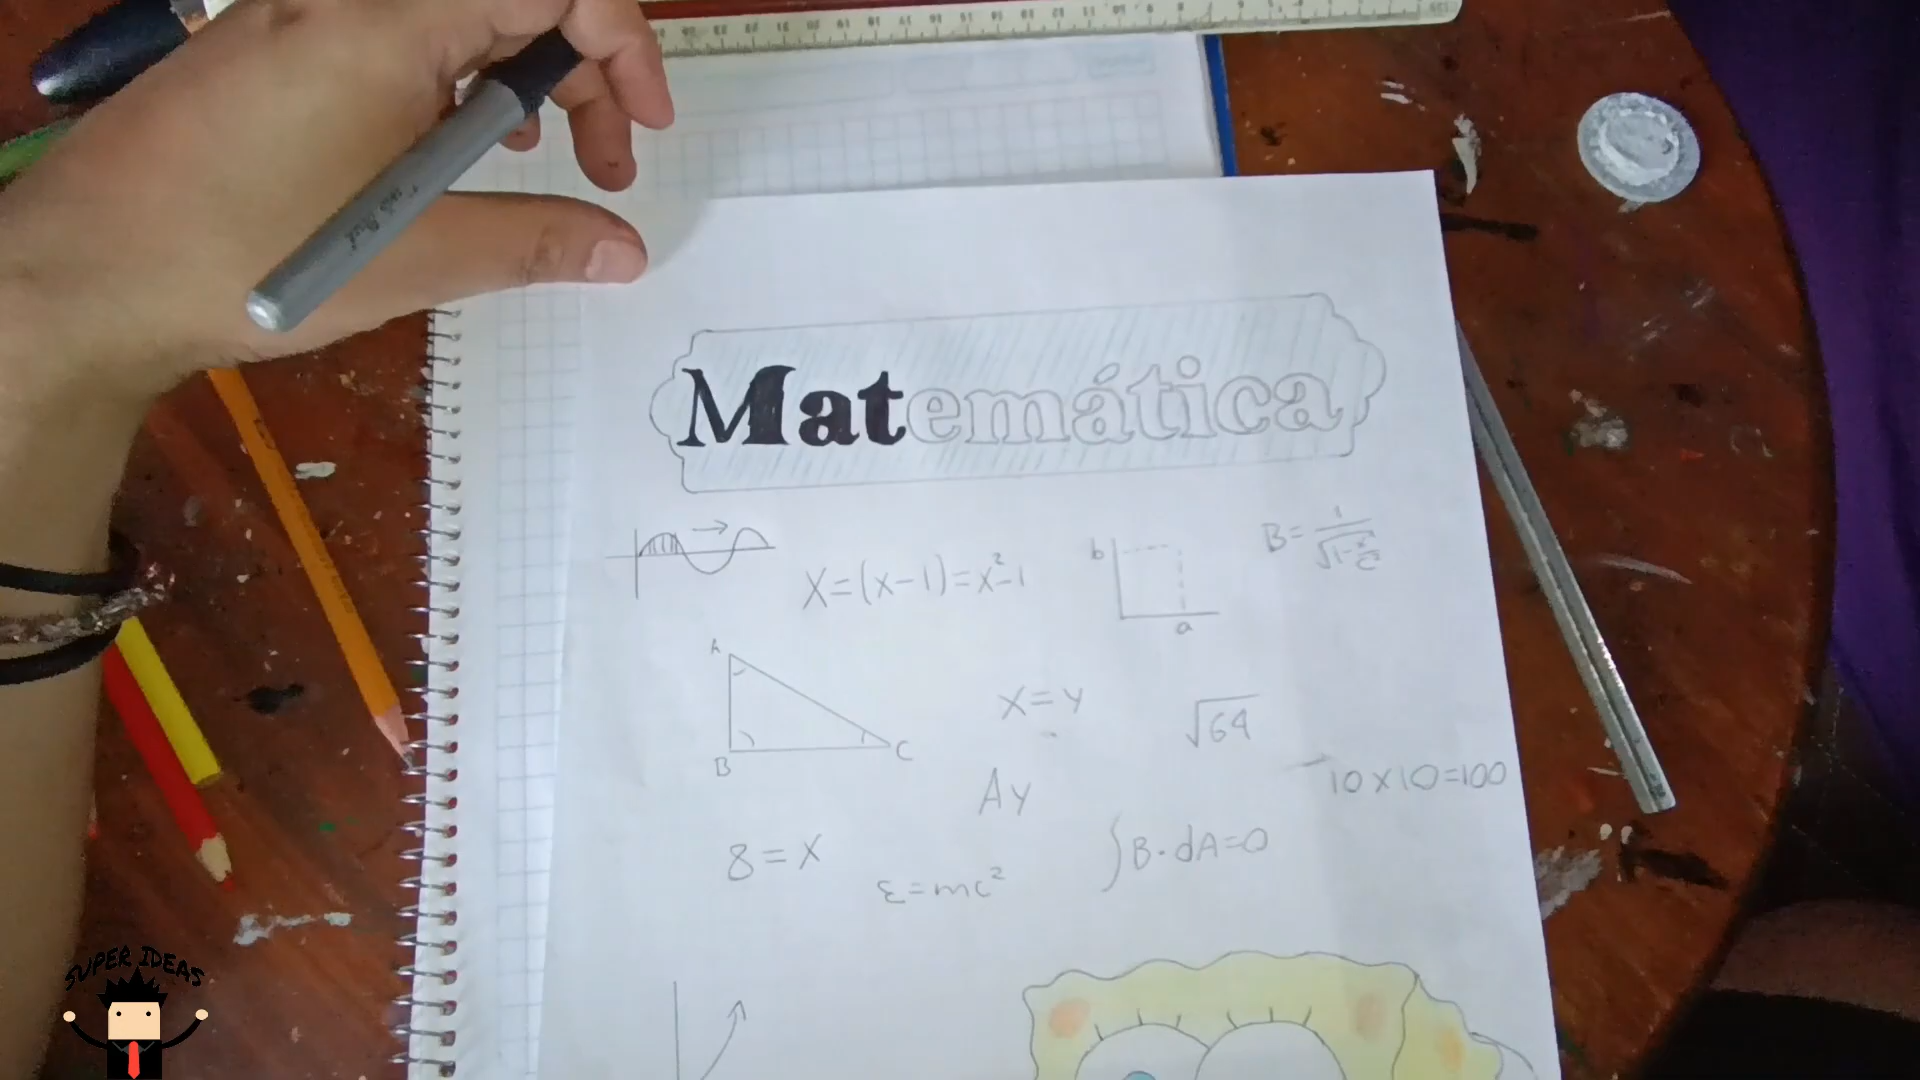 Matemática
X=(x-1)=x²-1
b
a
A
B
C
X=y
√64
Ay
10x10=100
8=X
∫B·dA=0
ε=mc²
SUPER IDEAS